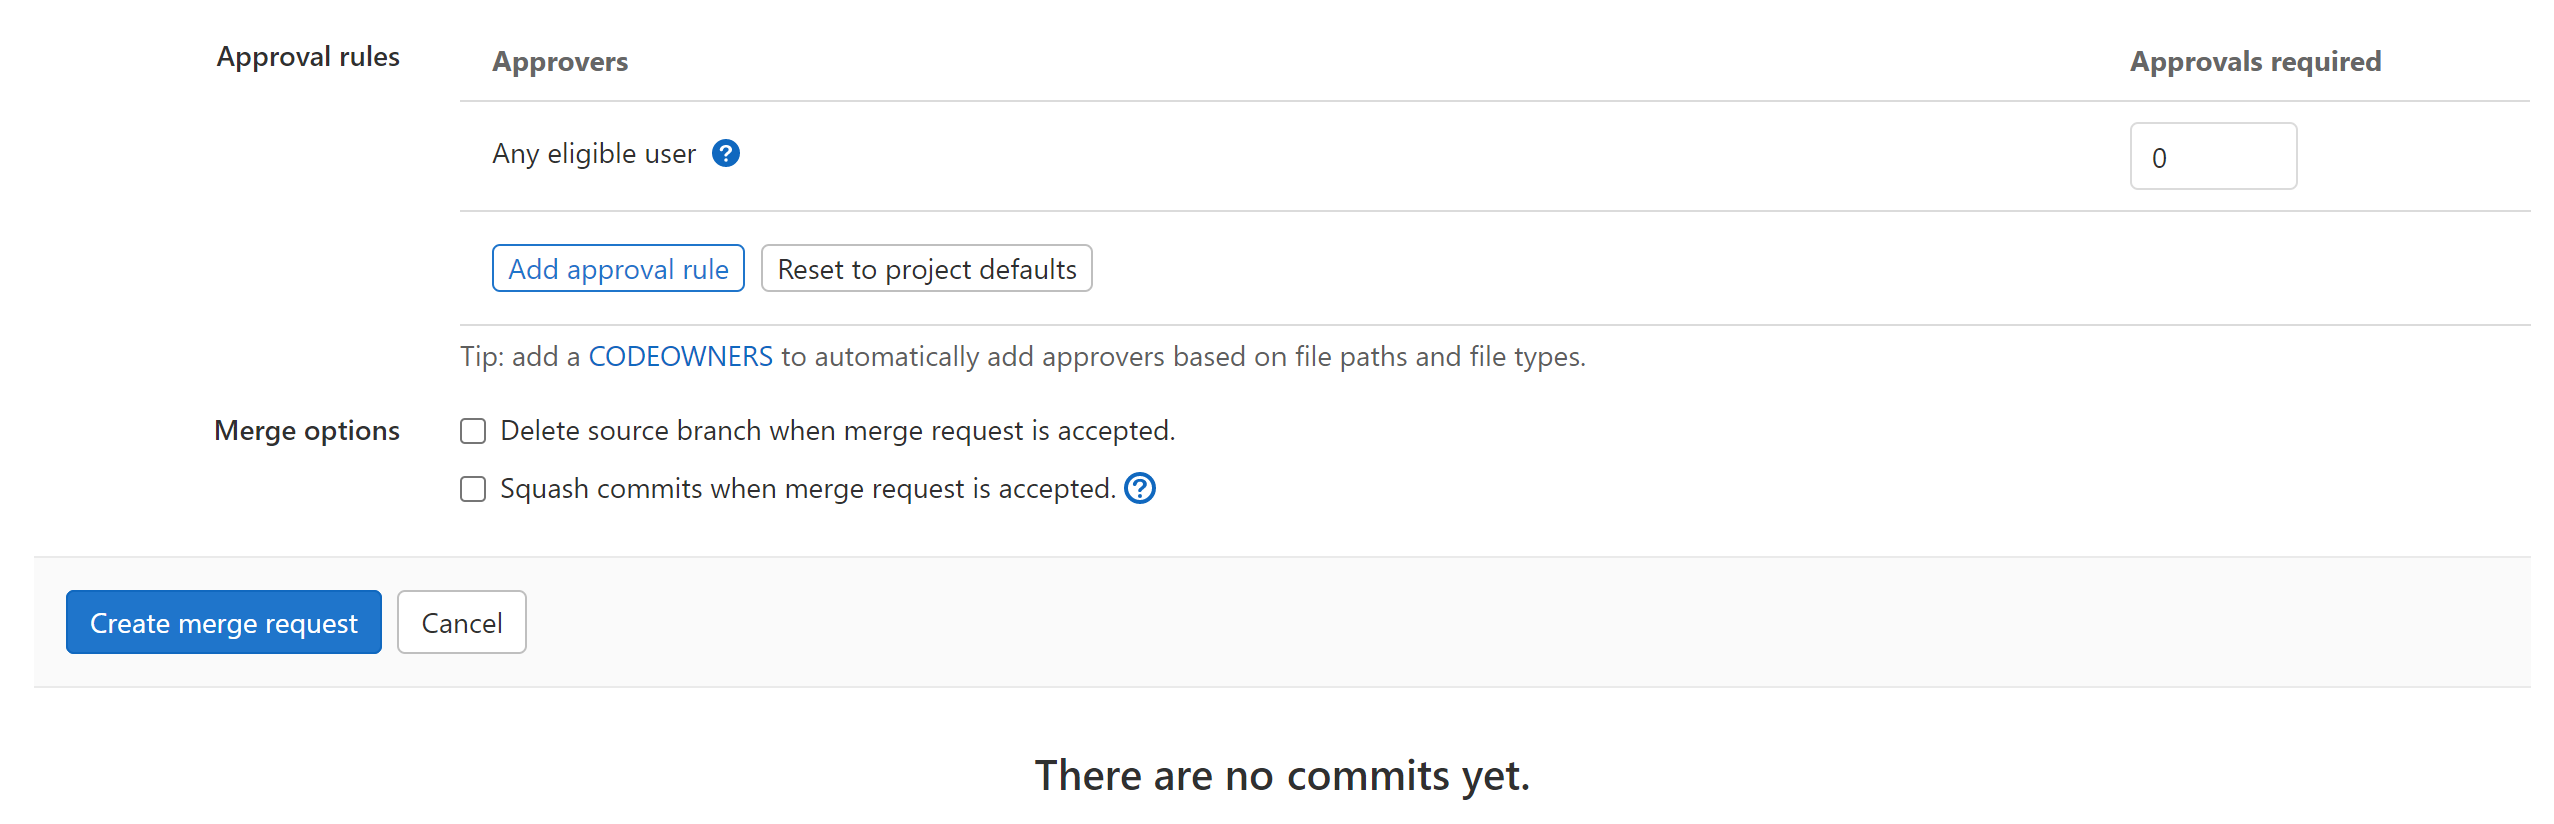 Approval rules
Approvers
Approvals required
Any eligible user ?
0
Add approval rule
Reset to project defaults
Tip: add a CODEOWNERS to automatically add approvers based on file paths and file types.
Merge options
Delete source branch when merge request is accepted.
Squash commits when merge request is accepted. ?
Create merge request
Cancel
There are no commits yet.